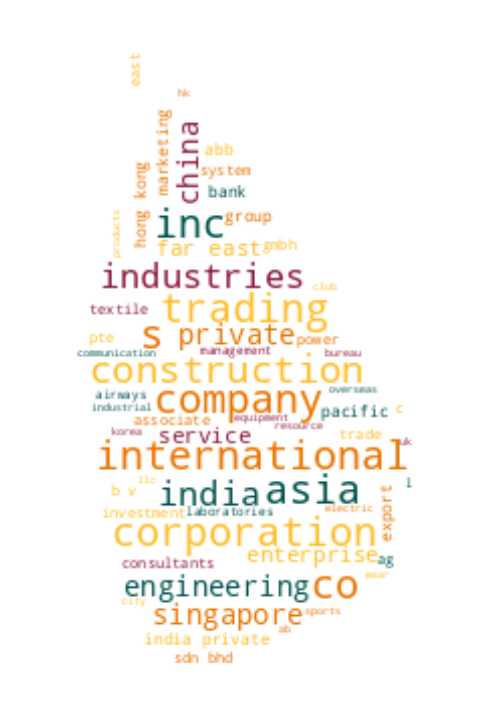 east
hk
marketing
china
abb
system
hong kong
bank
products
inc
group
far east
gmbh
industries
club
textile
trading
s
private
power
pte
communication
management
bureau
construction
airways
overseas
industrial
company
pacific
c
associate
equipment
resource
korea
service
trade
uk
international
llc
l
b v
india
asia
investment
laboratories
electric
export
corporation
enterprise
ag
consultants
wear
engineering
co
city
singapore
sports
ab
india private
sdn bhd